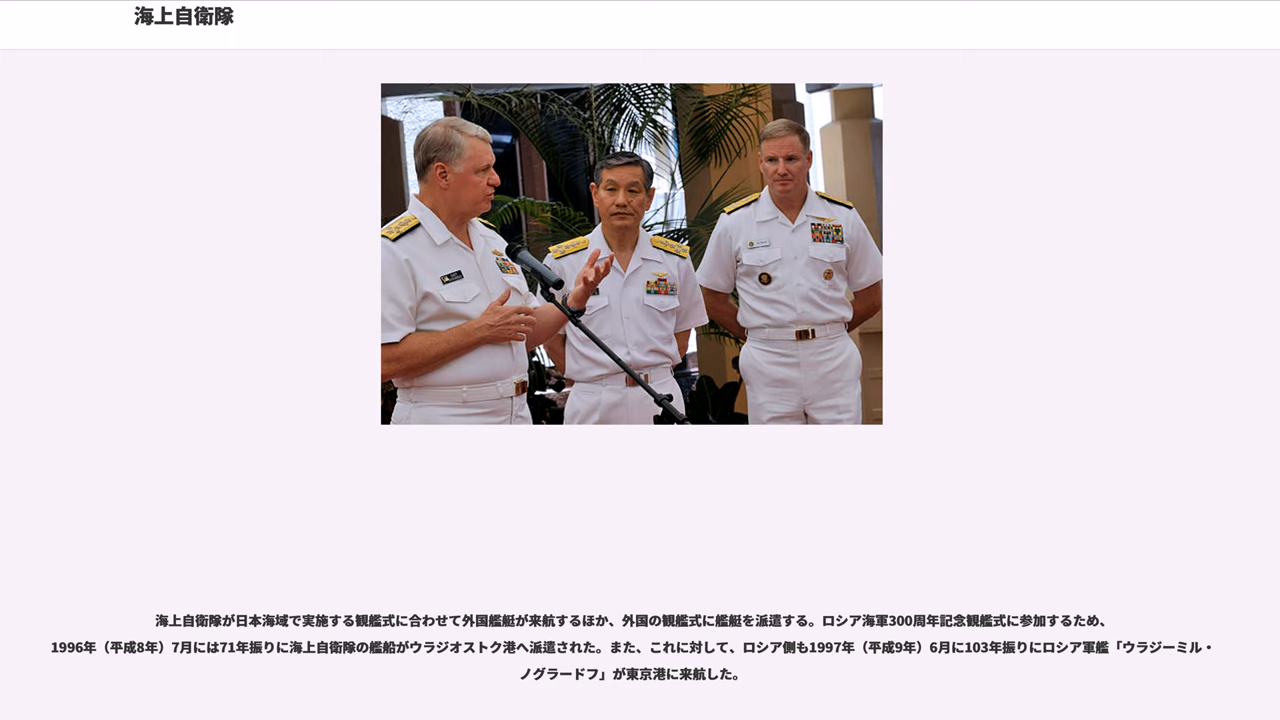 海上自衛隊
海上自衛隊が日本海域で実施する観艦式に合わせて外国艦艇が来航するほか、外国の観艦式に艦艇を派遣する。ロシア海軍300周年記念観艦式に参加するため、
1996年（平成8年）7月には71年振りに海上自衛隊の艦船がウラジオストク港へ派遣された。また、これに対して、ロシア側も1997年（平成9年）6月に103年振りにロシア軍艦「ウラジーミル・
ノグラードフ」が東京港に来航した。